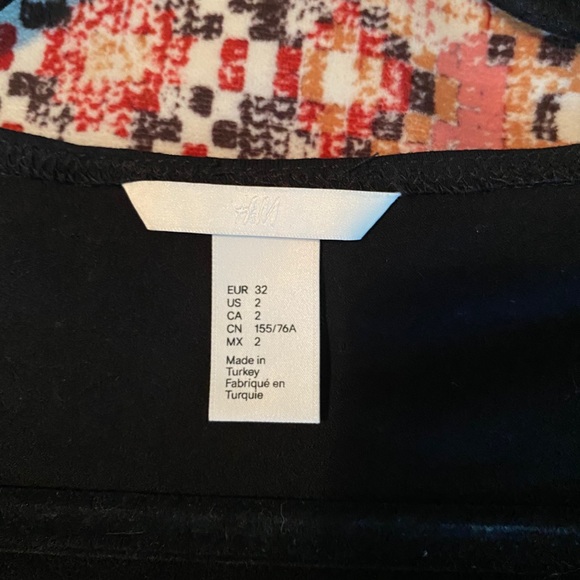 H&M
EUR 32
US 2
CA 2
CN 155/76A
MX 2
Made in
Turkey
Fabriqué en
Turquie